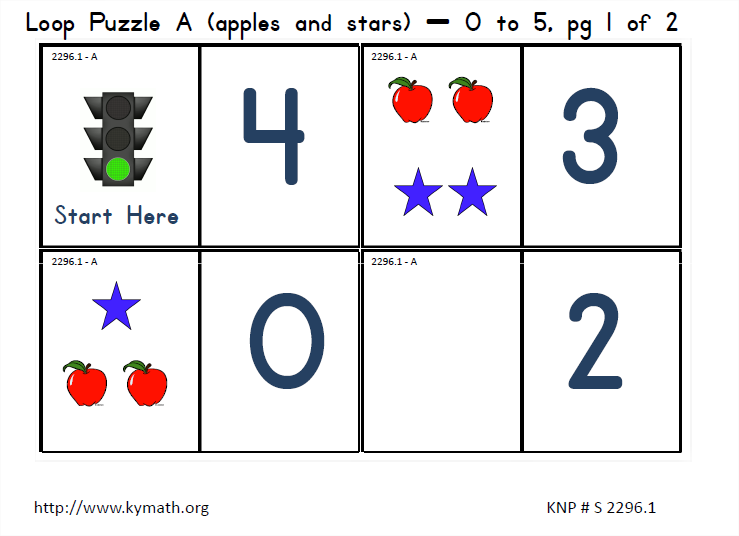 Loop Puzzle A (apples and stars) – 0 to 5, pg 1 of 2
2296.1 - A
2296.1 - A
4
3
Start Here
2296.1 - A
2296.1 - A
0
2
http://www.kymath.org
KNP # S 2296.1